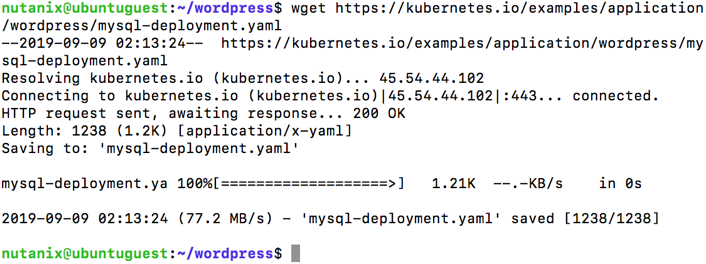 nutanix@ubuntuguest:~/wordpress$ wget https://kubernetes.io/examples/application
/wordpress/mysql-deployment.yaml
--2019-09-09 02:13:24--  https://kubernetes.io/examples/application/wordpress/my
sql-deployment.yaml
Resolving kubernetes.io (kubernetes.io)... 45.54.44.102
Connecting to kubernetes.io (kubernetes.io)|45.54.44.102|:443... connected.
HTTP request sent, awaiting response... 200 OK
Length: 1238 (1.2K) [application/x-yaml]
Saving to: 'mysql-deployment.yaml'
mysql-deployment.ya 100%[===================>]   1.21K  --.-KB/s    in 0s
2019-09-09 02:13:24 (77.2 MB/s) - 'mysql-deployment.yaml' saved [1238/1238]
nutanix@ubuntuguest:~/wordpress$